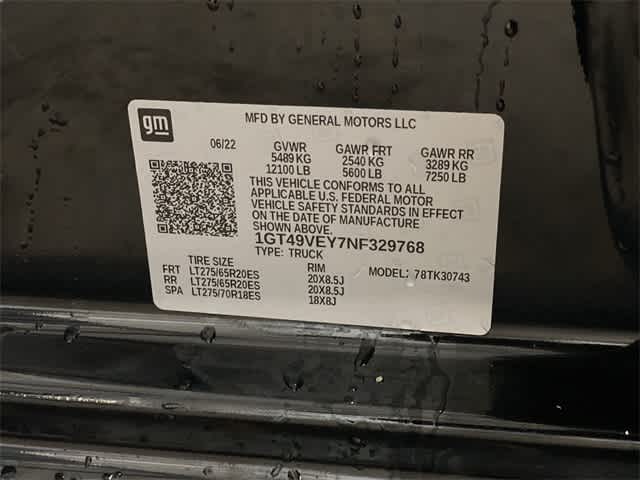 gm
MFD BY GENERAL MOTORS LLC
06/22 GVWR GAWR FRT GAWR RR
5489 KG 2540 KG 3289 KG
12100 LB 5600 LB 7250 LB
THIS VEHICLE CONFORMS TO ALL
APPLICABLE U.S. FEDERAL MOTOR
VEHICLE SAFETY STANDARDS IN EFFECT
ON THE DATE OF MANUFACTURE
SHOWN ABOVE.
1GT49VEY7NF329768
TYPE: TRUCK
TIRE SIZE RIM MODEL: 78TK30743
FRT LT275/65R20ES 20X8.5J
RR LT275/65R20ES 20X8.5J
SPA LT275/70R18ES 18X8J